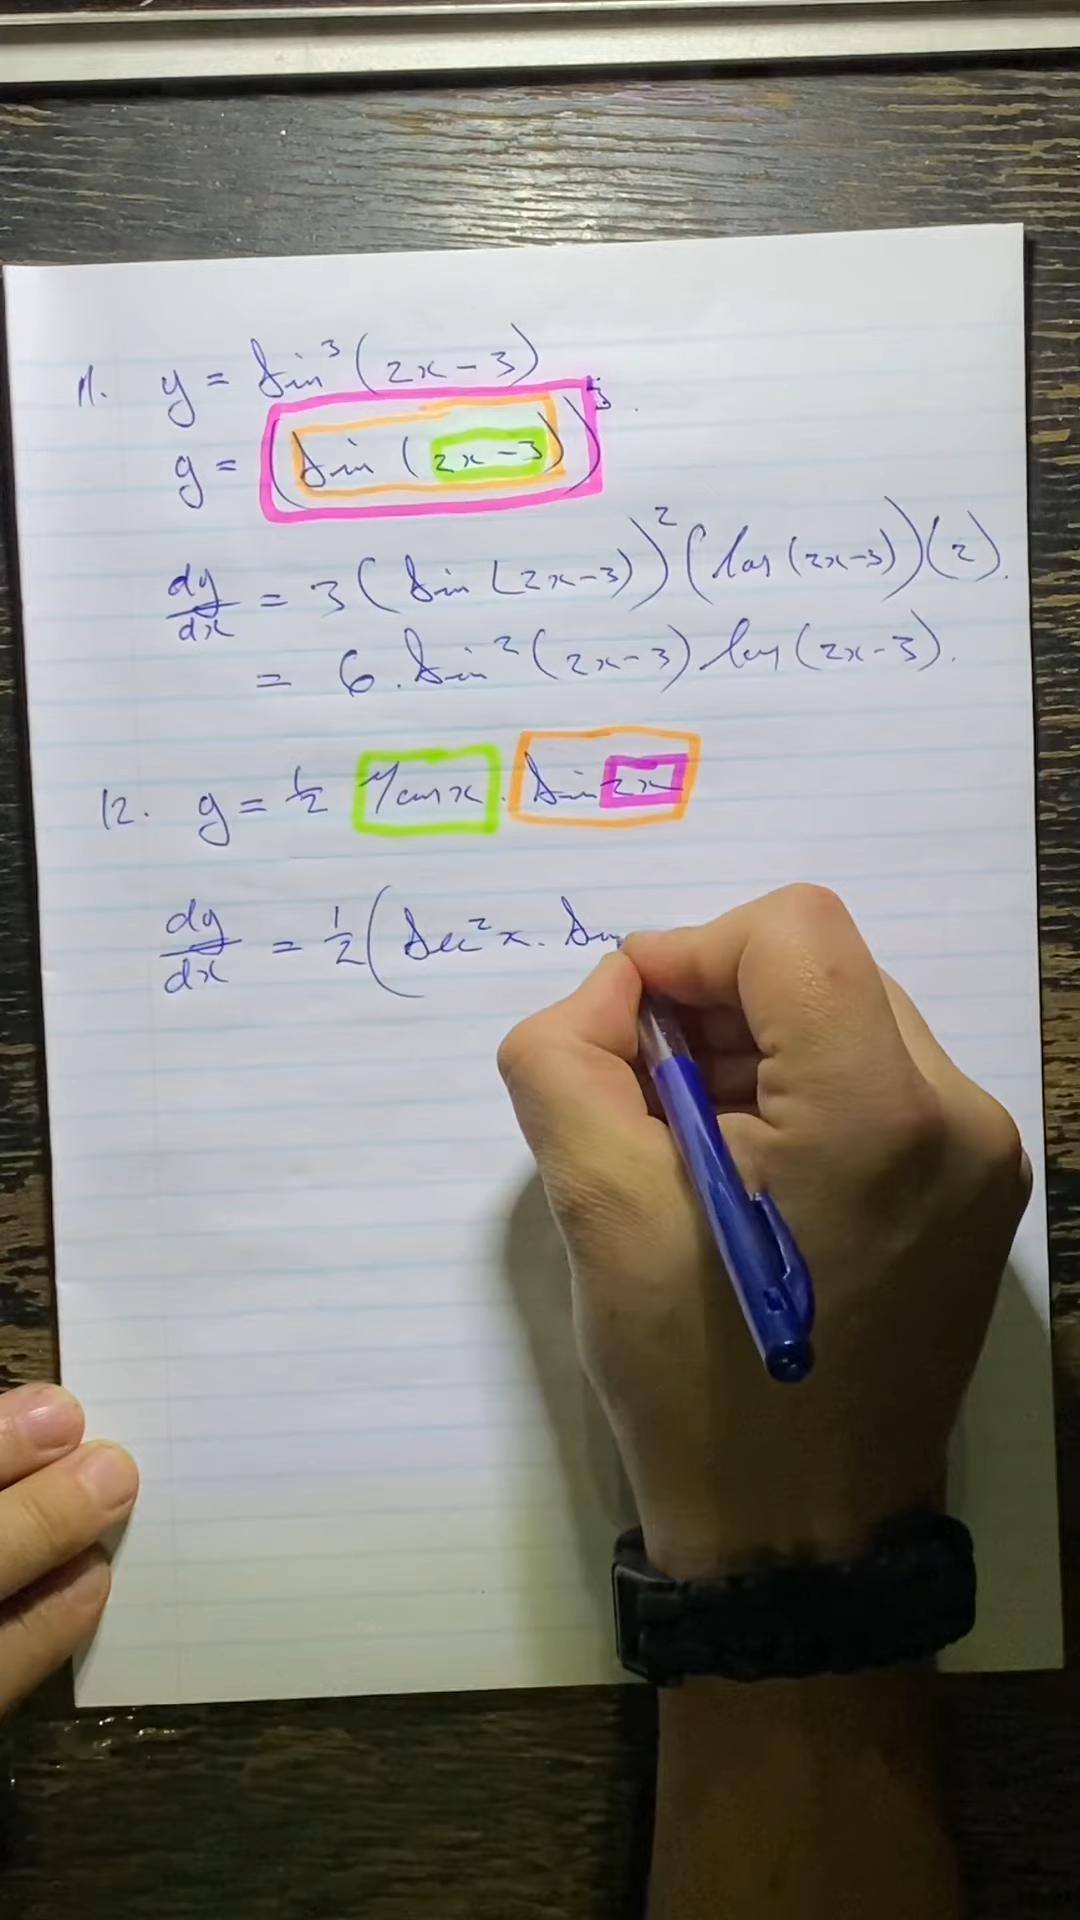 11. y = sin³(2x-3)
y = (sin(2x-3))³.
dy/dx = 3(sin(2x-3))²(cos(2x-3))(2).
= 6.sin²(2x-3)cos(2x-3).
12. y = ½ tan x. sin 2x
dy/dx = ½(sec²x. sin